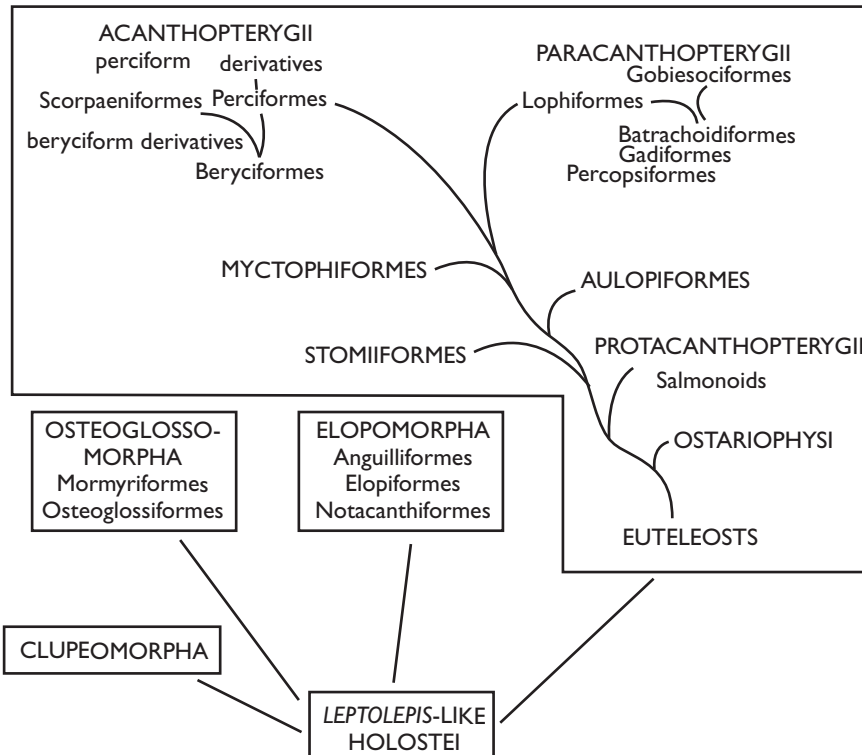 ACANTHOPTERYGII
perciform derivatives
Scorpaeniformes Perciformes
beryciform derivatives
Beryciformes
PARACANTHOPTERYGII
Gobiesociformes
Lophiformes
Batrachoidiformes
Gadiformes
Percopsiformes
MYCTOPHIFORMES
AULOPIFORMES
STOMIIFORMES
PROTACANTHOPTERYGII
Salmonoids
OSTARIOPHYSI
EUTELEOSTS
OSTEOGLOSSO-
MORPHA
Mormyriformes
Osteoglossiformes
ELOPOMORPHA
Anguilliformes
Elopiformes
Notacanthiformes
CLUPEOMORPHA
LEPTOLEPIS-LIKE
HOLOSTEI